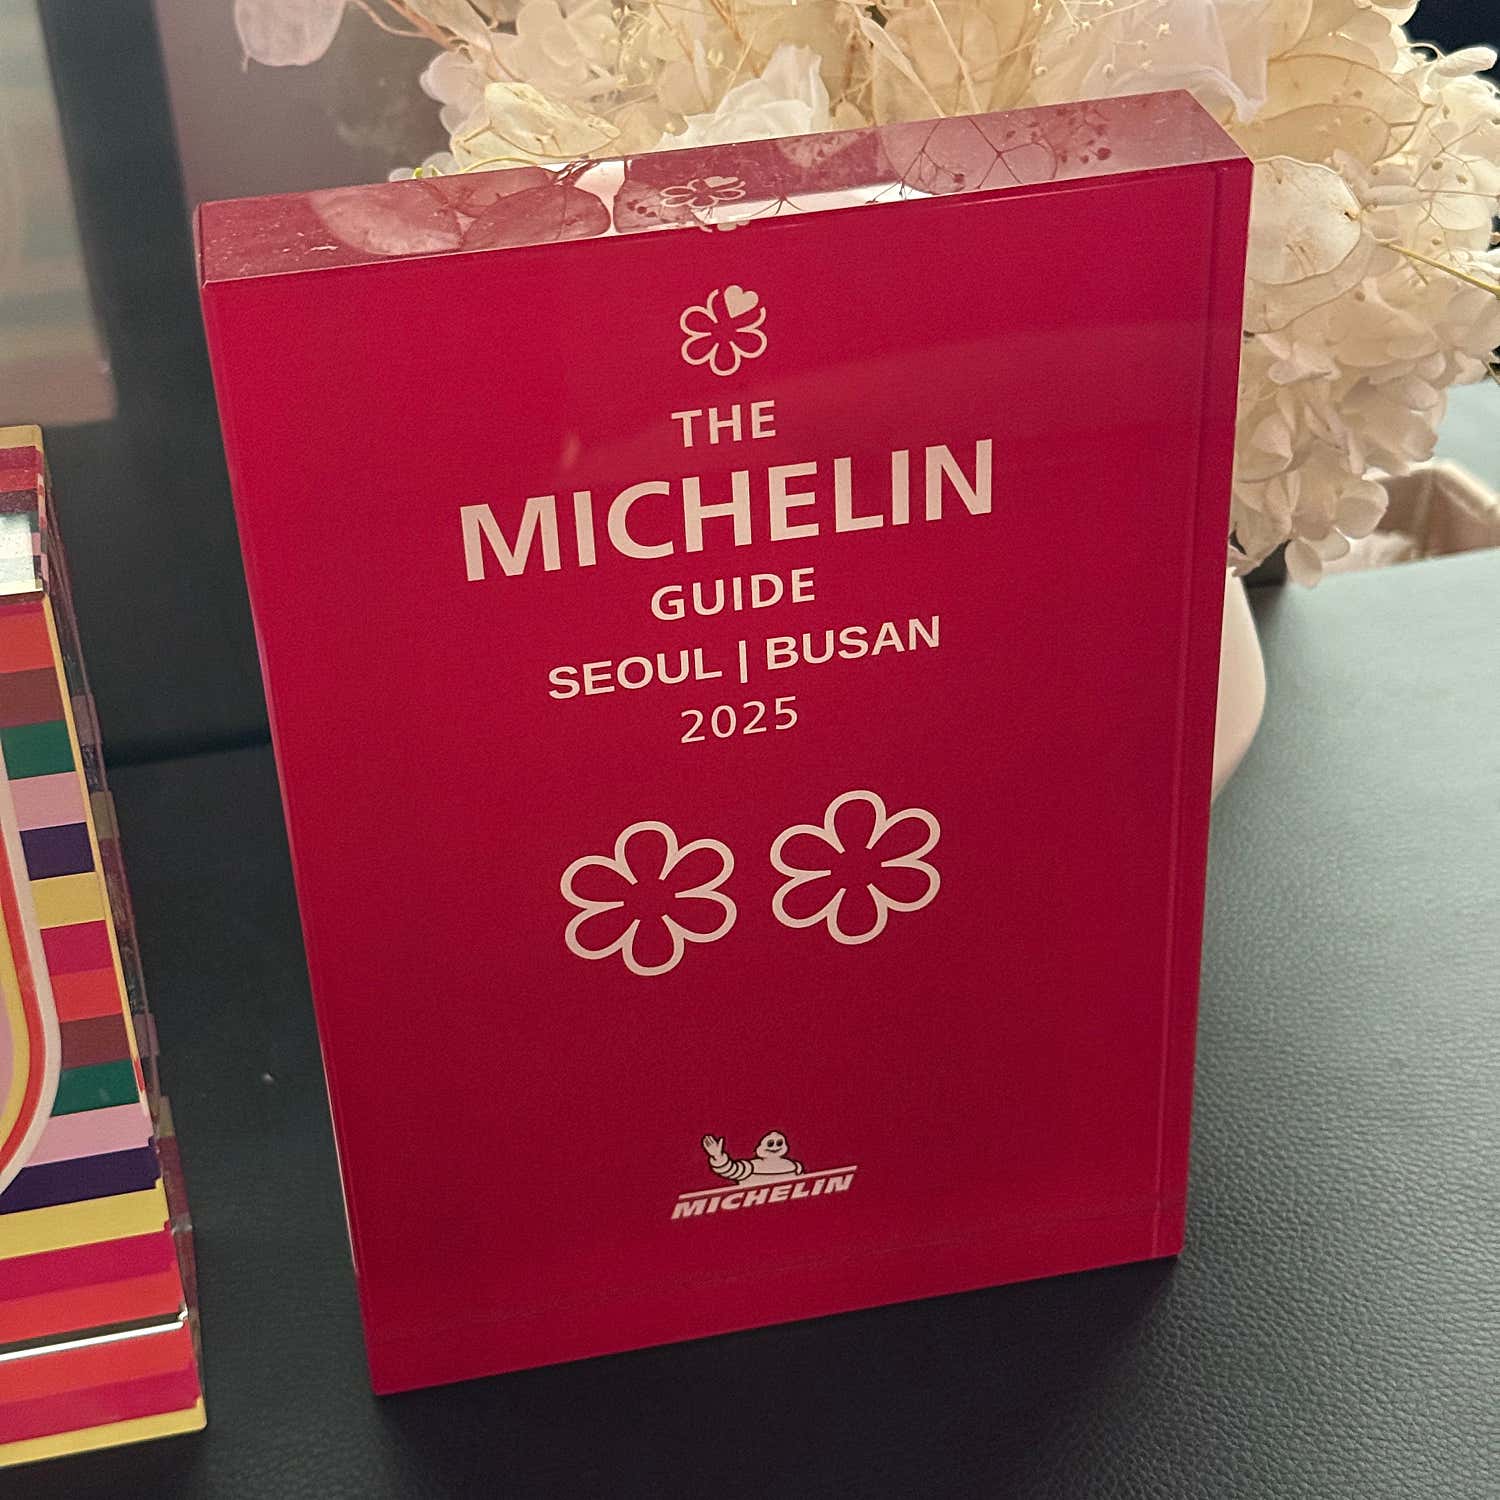 THE
MICHELIN
GUIDE
SEOUL | BUSAN
2025
MICHELIN